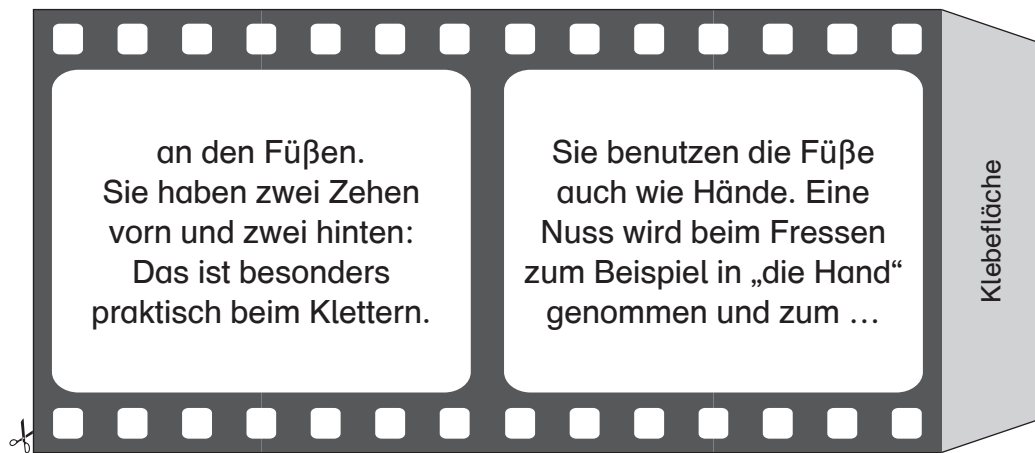 an den Füßen.
Sie haben zwei Zehen
vorn und zwei hinten:
Das ist besonders
praktisch beim Klettern.
Sie benutzen die Füße
auch wie Hände. Eine
Nuss wird beim Fressen
zum Beispiel in „die Hand“
genommen und zum …
Klebefläche